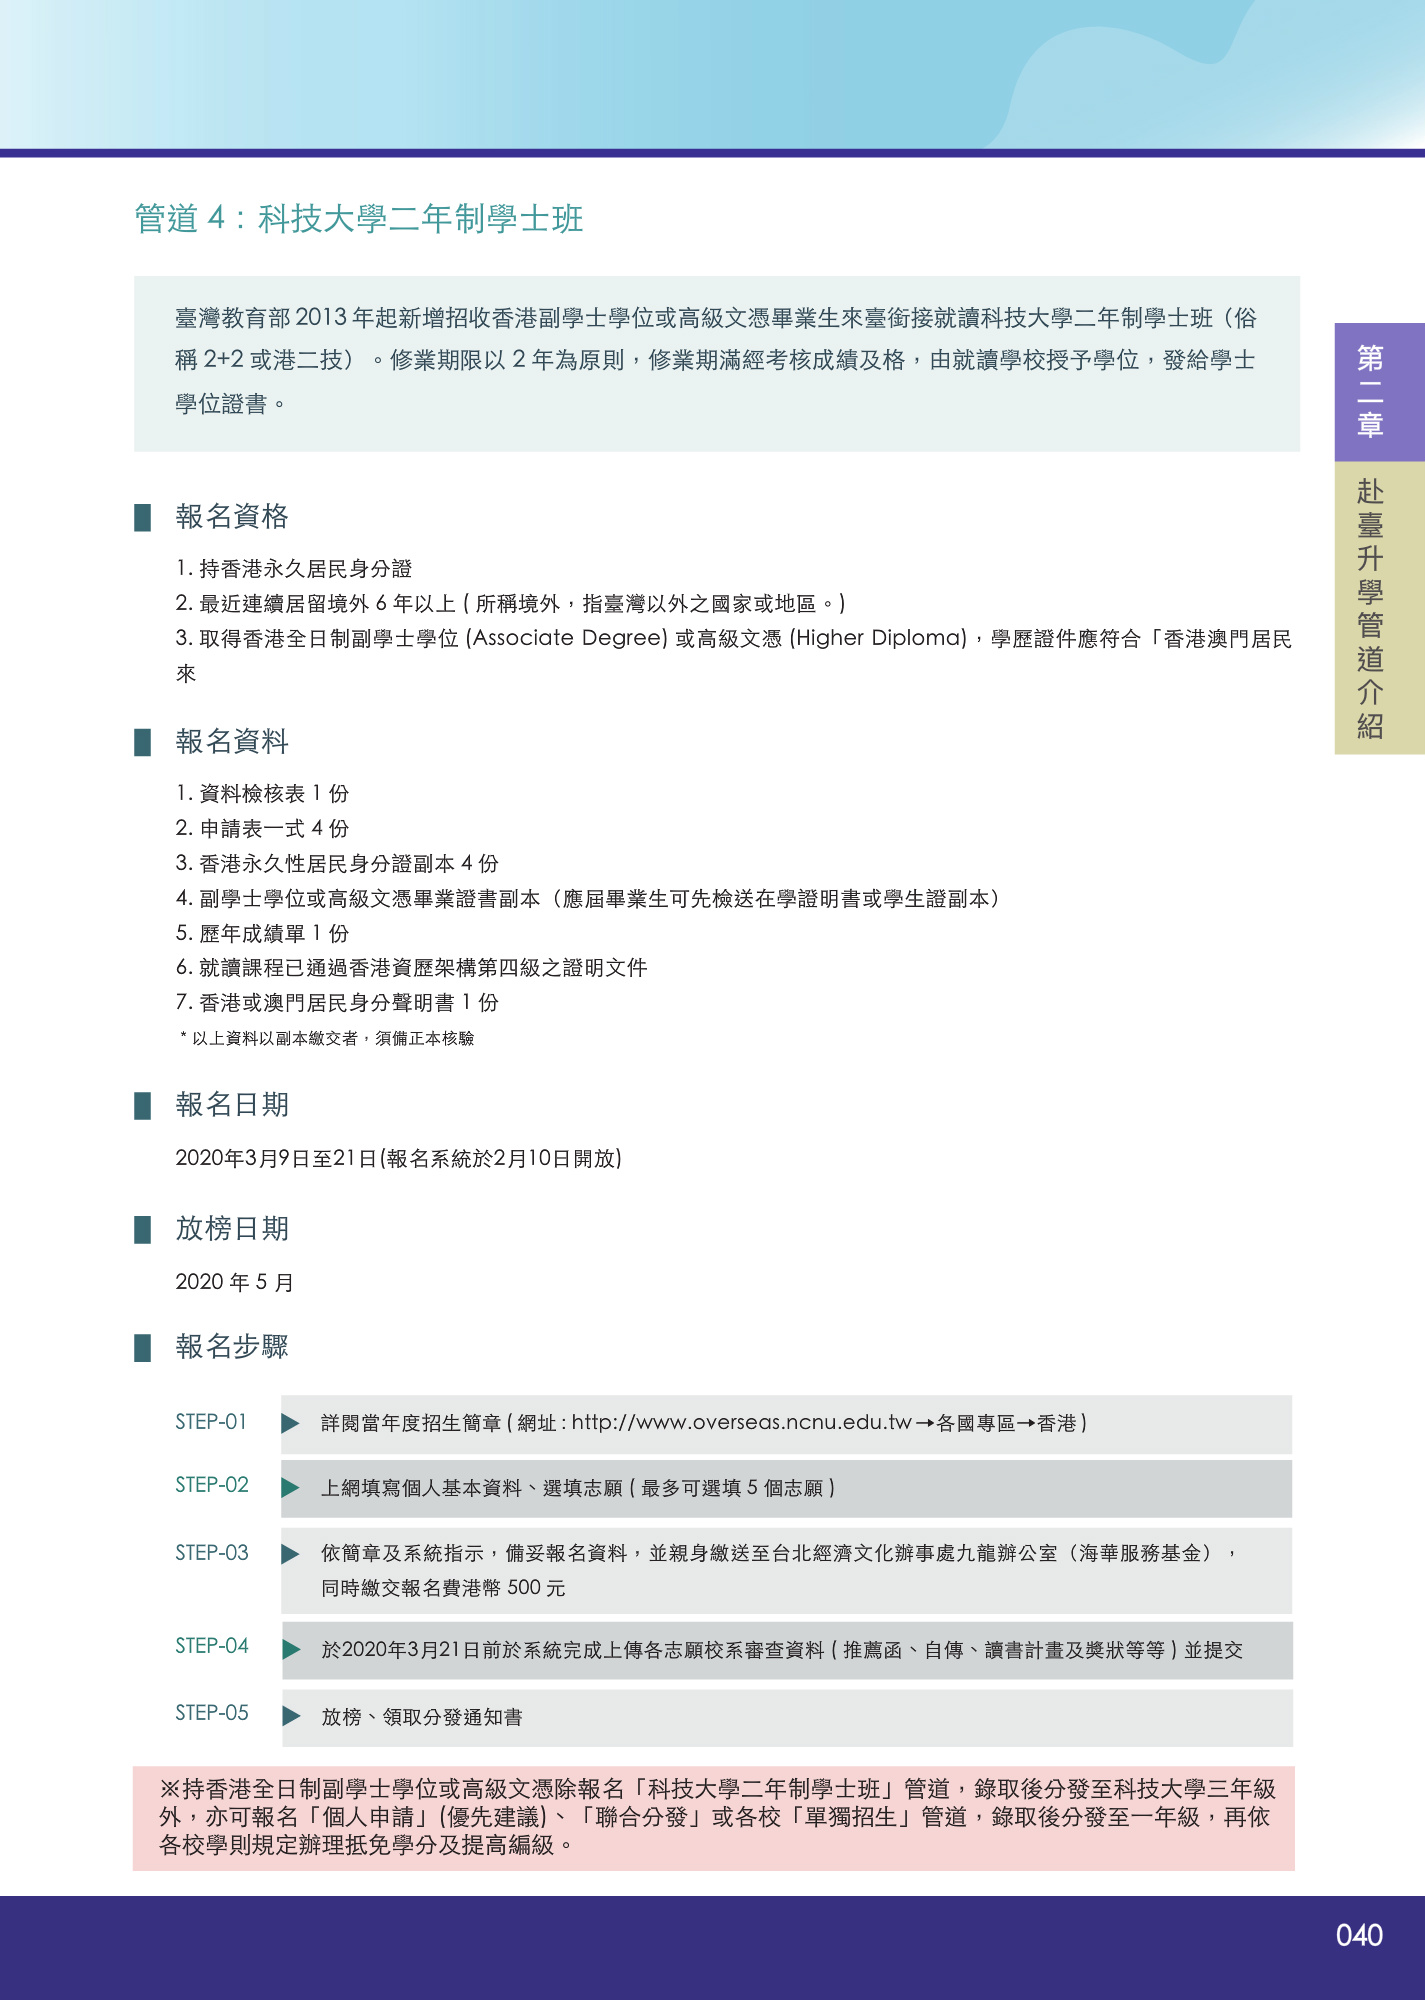 管道 4：科技大學二年制學士班
臺灣教育部 2013 年起新增招收香港副學士學位或高級文憑畢業生來臺銜接就讀科技大學二年制學士班（俗
稱 2+2 或港二技）。修業期限以 2 年為原則，修業期滿經考核成績及格，由就讀學校授予學位，發給學士
學位證書。
第二章
赴臺升學管道介紹
報名資格
1. 持香港永久居民身分證
2. 最近連續居留境外 6 年以上 ( 所稱境外，指臺灣以外之國家或地區。)
3. 取得香港全日制副學士學位 (Associate Degree) 或高級文憑 (Higher Diploma)，學歷證件應符合「香港澳門居民
來
報名資料
1. 資料檢核表 1 份
2. 申請表一式 4 份
3. 香港永久性居民身分證副本 4 份
4. 副學士學位或高級文憑畢業證書副本（應屆畢業生可先檢送在學證明書或學生證副本）
5. 歷年成績單 1 份
6. 就讀課程已通過香港資歷架構第四級之證明文件
7. 香港或澳門居民身分聲明書 1 份
* 以上資料以副本繳交者，須備正本核驗
報名日期
2020年3月9日至21日(報名系統於2月10日開放)
放榜日期
2020 年 5 月
報名步驟
STEP-01 ▶ 詳閱當年度招生簡章 ( 網址 : http://www.overseas.ncnu.edu.tw→各國專區→香港 )
STEP-02 ▶ 上網填寫個人基本資料、選填志願 ( 最多可選填 5 個志願 )
STEP-03 ▶ 依簡章及系統指示，備妥報名資料，並親身繳送至台北經濟文化辦事處九龍辦公室（海華服務基金），
同時繳交報名費港幣 500 元
STEP-04 ▶ 於2020年3月21日前於系統完成上傳各志願校系審查資料 ( 推薦函、自傳、讀書計畫及獎狀等等 ) 並提交
STEP-05 ▶ 放榜、領取分發通知書
※持香港全日制副學士學位或高級文憑除報名「科技大學二年制學士班」管道，錄取後分發至科技大學三年級
外，亦可報名「個人申請」(優先建議)、「聯合分發」或各校「單獨招生」管道，錄取後分發至一年級，再依
各校學則規定辦理抵免學分及提高編級。
040